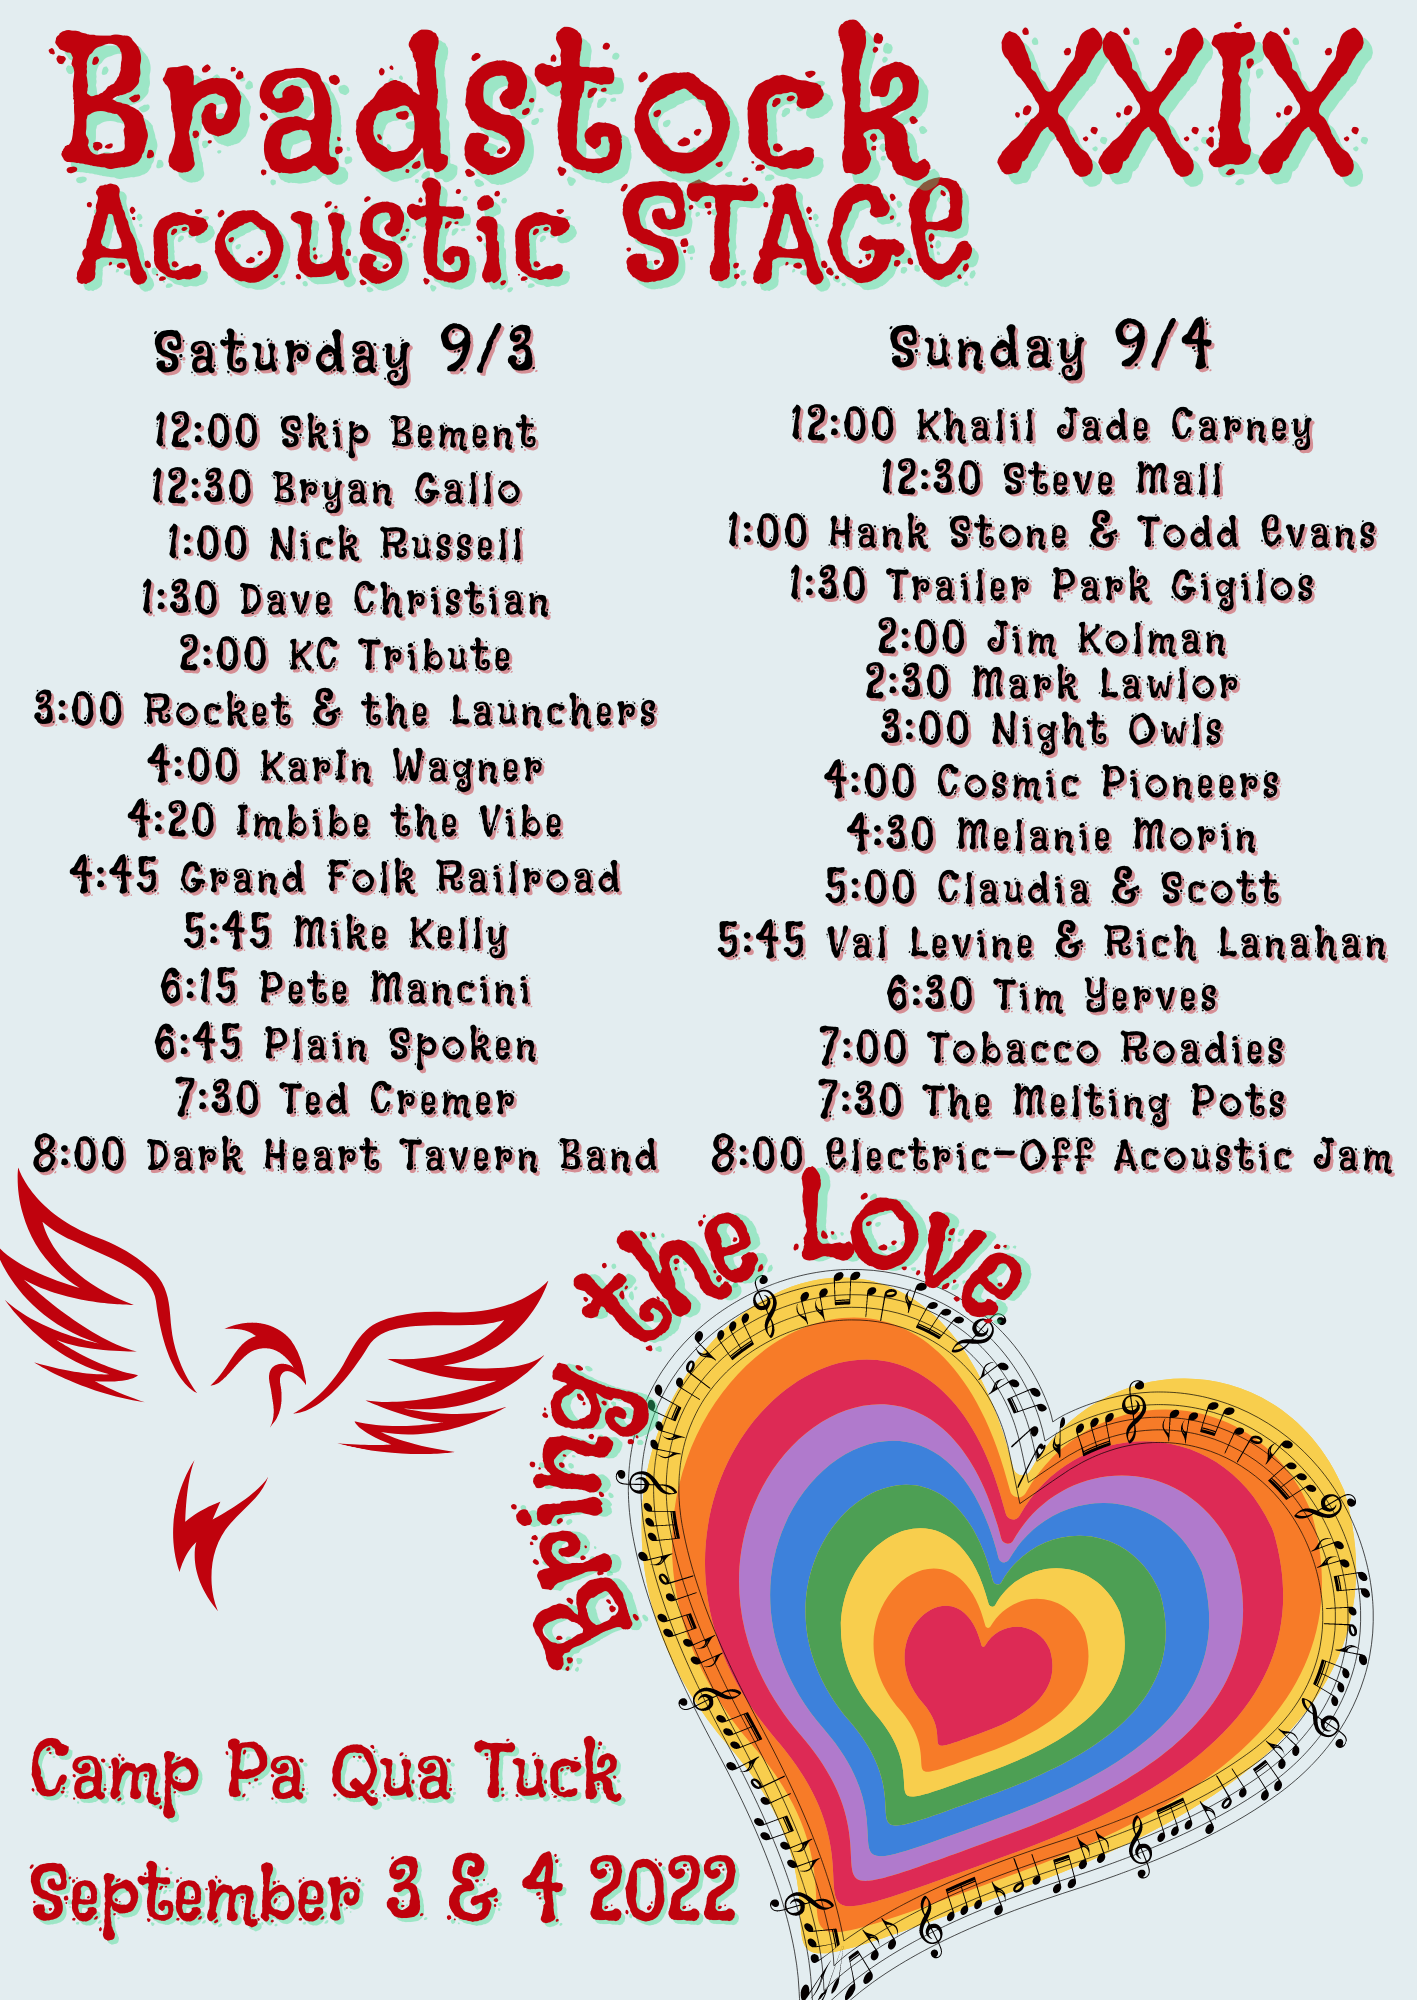 Bradstock XXIX
Acoustic STAGE
Saturday 9/3
12:00 Skip Bement
12:30 Bryan Gallo
1:00 Nick Russell
1:30 Dave Christian
2:00 KC Tribute
3:00 Rocket & the Launchers
4:00 KarIn Wagner
4:20 Imbibe the Vibe
4:45 Grand Folk Railroad
5:45 Mike Kelly
6:15 Pete Mancini
6:45 Plain Spoken
7:30 Ted Cremer
8:00 Dark Heart Tavern Band
Sunday 9/4
12:00 Khalil Jade Carney
12:30 Steve Mall
1:00 Hank Stone & Todd Evans
1:30 Trailer Park Gigilos
2:00 Jim Kolman
2:30 Mark Lawlor
3:00 Night Owls
4:00 Cosmic Pioneers
4:30 Melanie Morin
5:00 Claudia & Scott
5:45 Val Levine & Rich Lanahan
6:30 Tim Yerves
7:00 Tobacco Roadies
7:30 The Melting Pots
8:00 Electric-Off Acoustic Jam
Bring the Love
Camp Pa Qua Tuck
September 3 & 4 2022